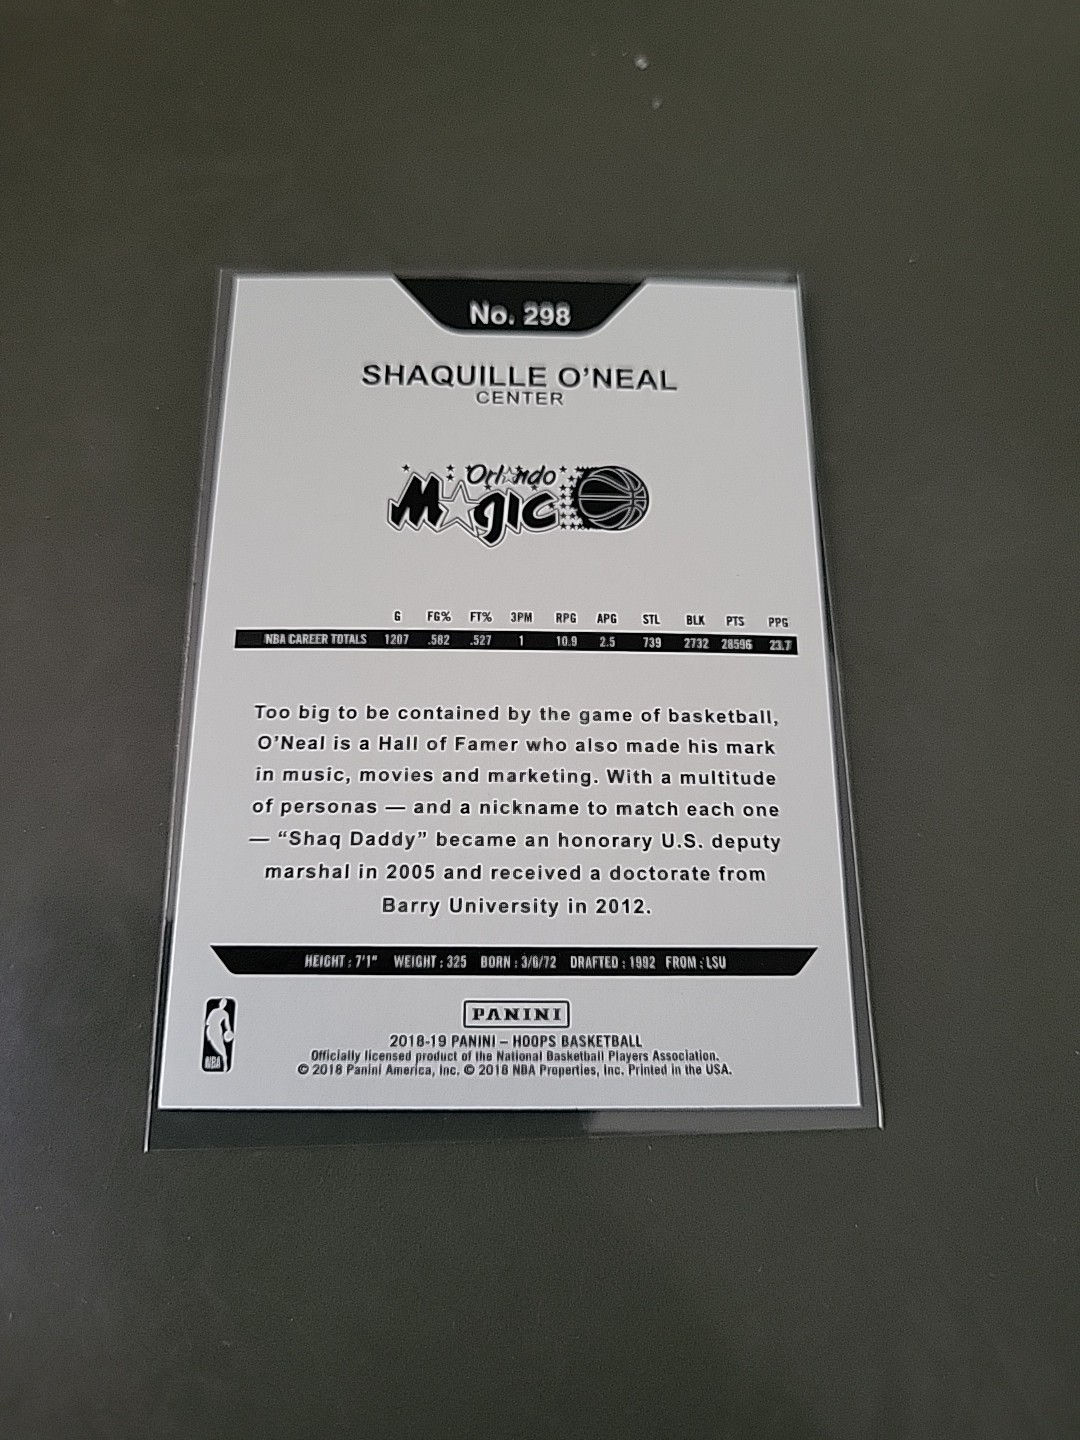 No. 298
SHAQUILLE O'NEAL
CENTER
Orlando
Magic
G FG% FT% 3PM RPG APG STL BLK PTS PPG
NBA CAREER TOTALS 1207 .582 .527 1 10.9 2.5 739 2732 28596 23.7
Too big to be contained by the game of basketball,
O'Neal is a Hall of Famer who also made his mark
in music, movies and marketing. With a multitude
of personas — and a nickname to match each one
— “Shaq Daddy” became an honorary U.S. deputy
marshal in 2005 and received a doctorate from
Barry University in 2012.
HEIGHT : 7'1" WEIGHT : 325 BORN : 3/6/72 DRAFTED : 1992 FROM : LSU
NBA
PANINI
2018-19 PANINI – HOOPS BASKETBALL
Officially licensed product of the National Basketball Players Association.
© 2018 Panini America, Inc. © 2018 NBA Properties, Inc. Printed in the USA.